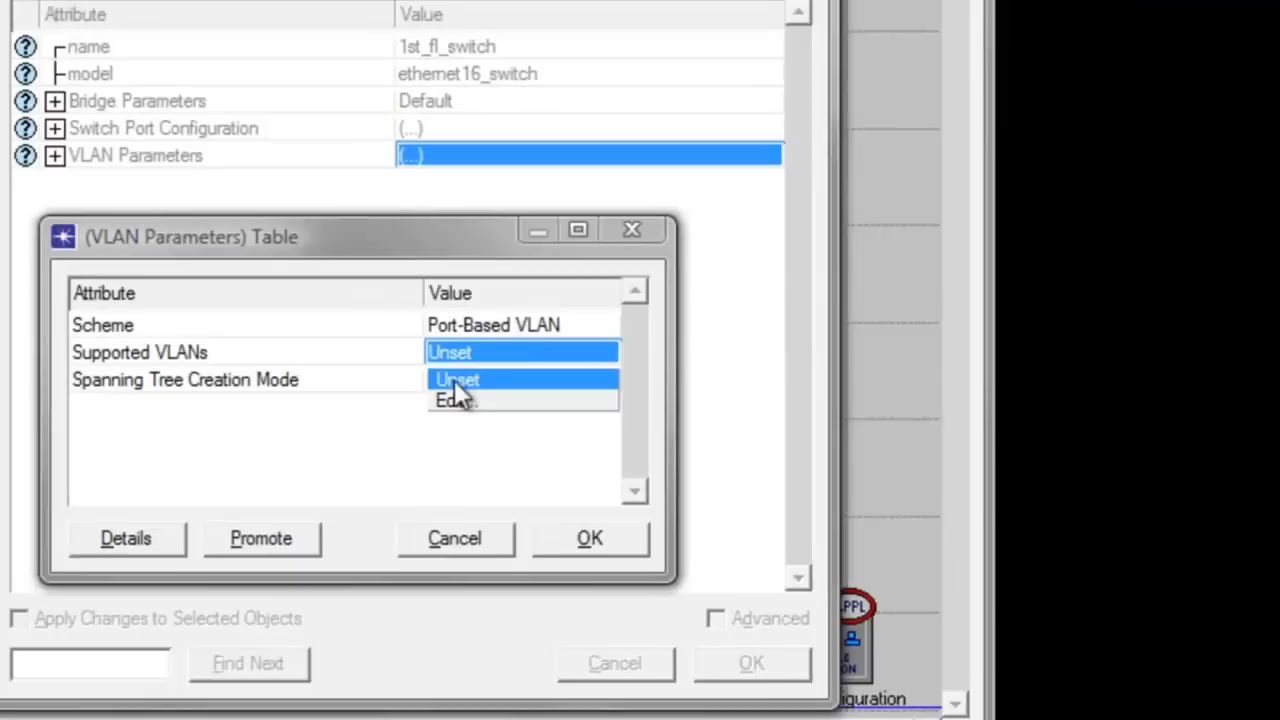 Attribute Value
name 1st_fl_switch
model ethernet16_switch
Bridge Parameters Default
Switch Port Configuration (...)
VLAN Parameters (...)
(VLAN Parameters) Table
Attribute Value
Scheme Port-Based VLAN
Supported VLANs Unset
Spanning Tree Creation Mode Unset
Details Promote Cancel OK
Apply Changes to Selected Objects Advanced
Find Next Cancel OK